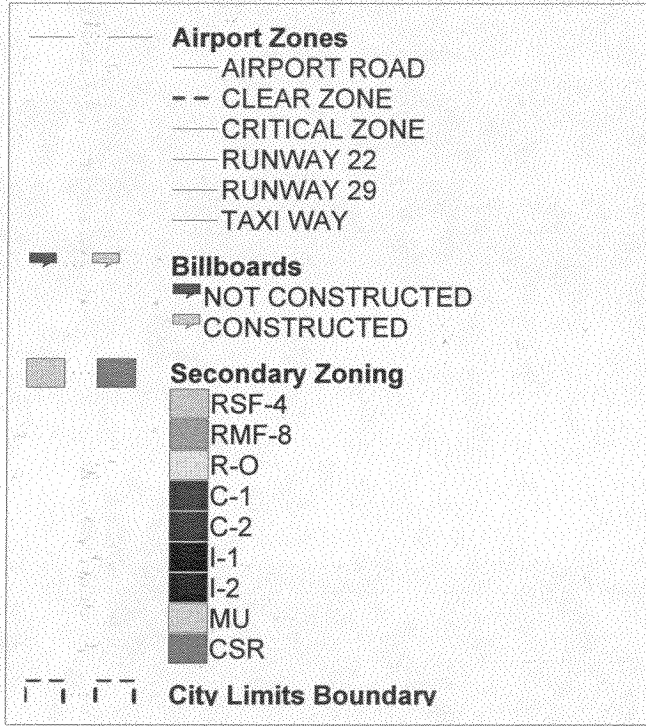 Airport Zones
AIRPORT ROAD
CLEAR ZONE
CRITICAL ZONE
RUNWAY 22
RUNWAY 29
TAXI WAY
Billboards
NOT CONSTRUCTED
CONSTRUCTED
Secondary Zoning
RSF-4
RMF-8
R-O
C-1
C-2
I-1
I-2
MU
CSR
City Limits Boundary